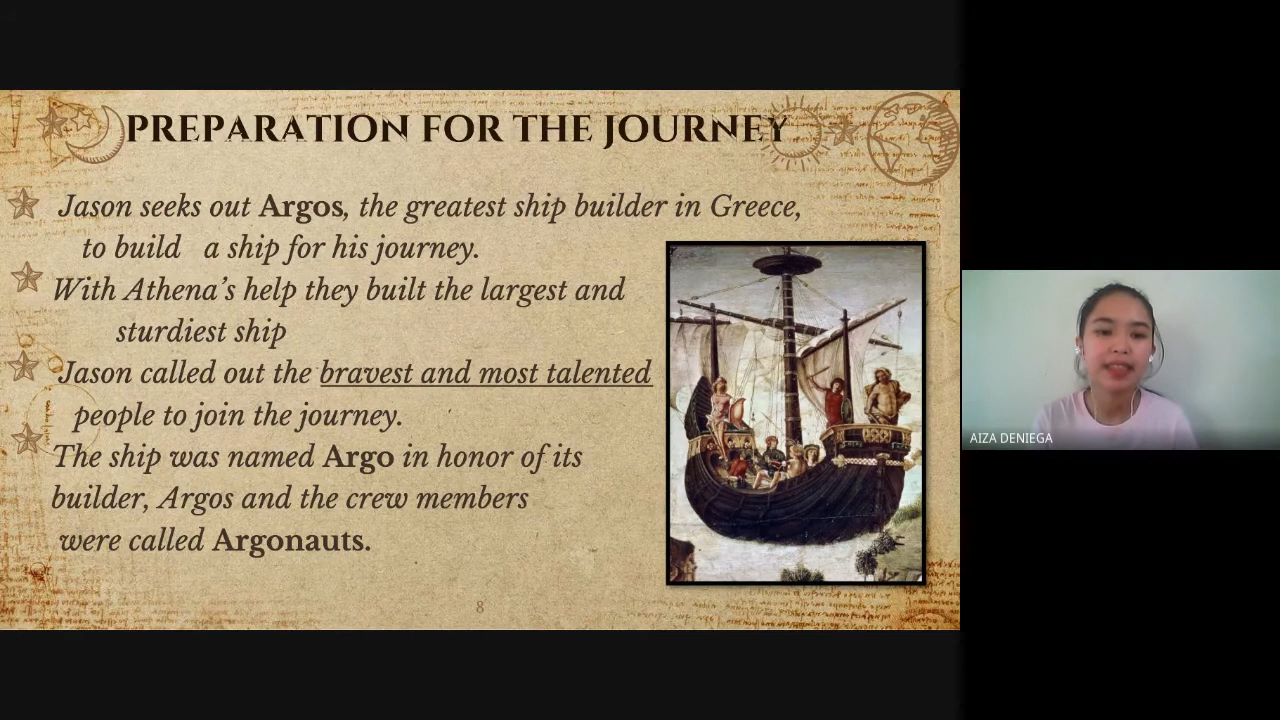 PREPARATION FOR THE JOURNEY
Jason seeks out Argos, the greatest ship builder in Greece,
to build a ship for his journey.
With Athena's help they built the largest and
sturdiest ship
Jason called out the bravest and most talented
people to join the journey.
The ship was named Argo in honor of its
builder, Argos and the crew members
were called Argonauts.
8
AIZA DENIEGA